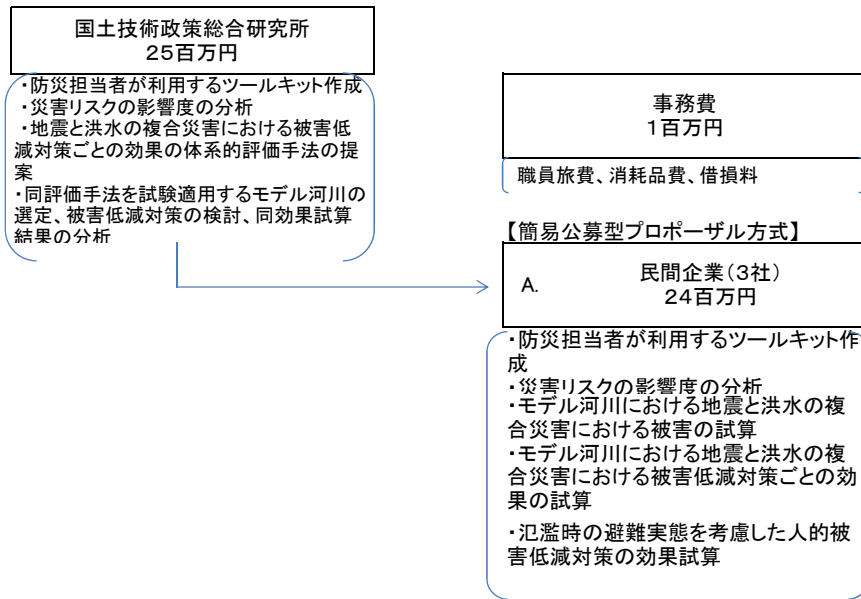 国土技術政策総合研究所
25百万円
・防災担当者が利用するツールキット作成
・災害リスクの影響度の分析
・地震と洪水の複合災害における被害低
減対策ごとの効果の体系的評価手法の提
案
・同評価手法を試験適用するモデル河川の
選定、被害低減対策の検討、同効果試算
結果の分析
事務費
1百万円
職員旅費、消耗品費、借損料
【簡易公募型プロポーザル方式】
A. 民間企業(3社)
24百万円
・防災担当者が利用するツールキット作
成
・災害リスクの影響度の分析
・モデル河川における地震と洪水の複
合災害における被害の試算
・モデル河川における地震と洪水の複
合災害における被害低減対策ごとの効
果の試算
・氾濫時の避難実態を考慮した人的被
害低減対策の効果試算